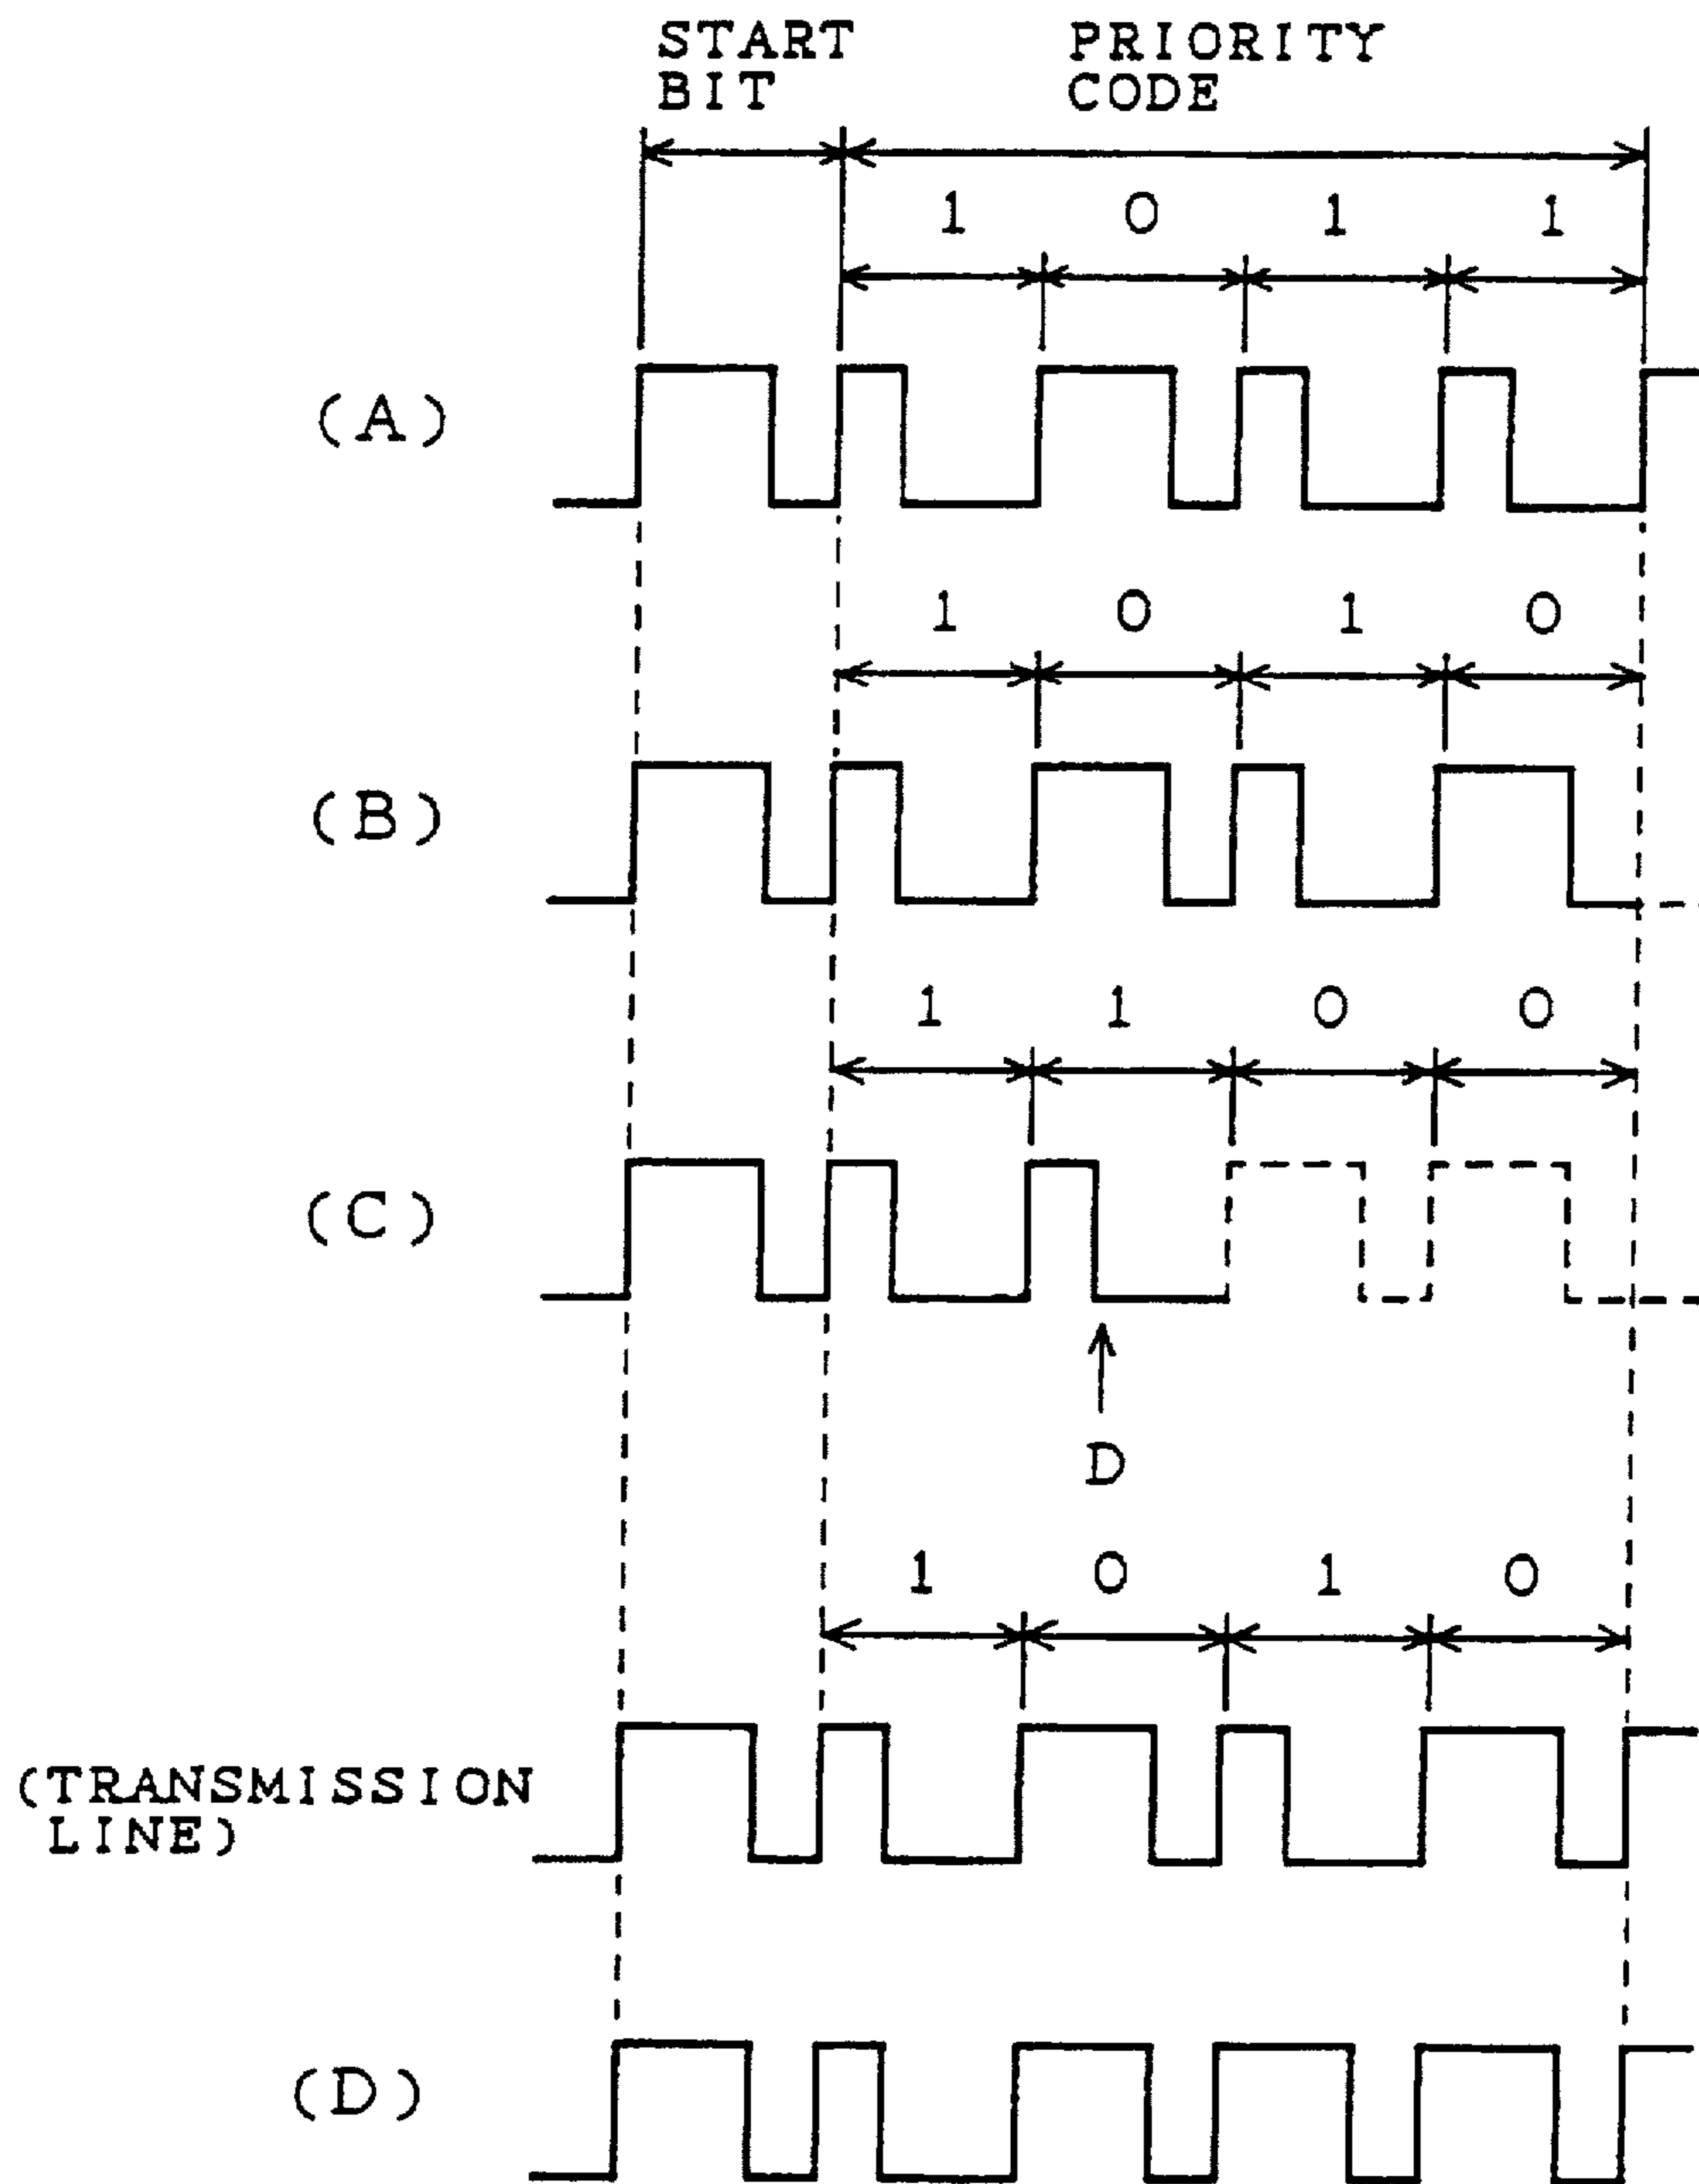 START BIT
PRIORITY CODE
1 0 1 1
(A)
1 0 1 0
(B)
1 1 0 0
(C)
D
1 0 1 0
(TRANSMISSION LINE)
(D)